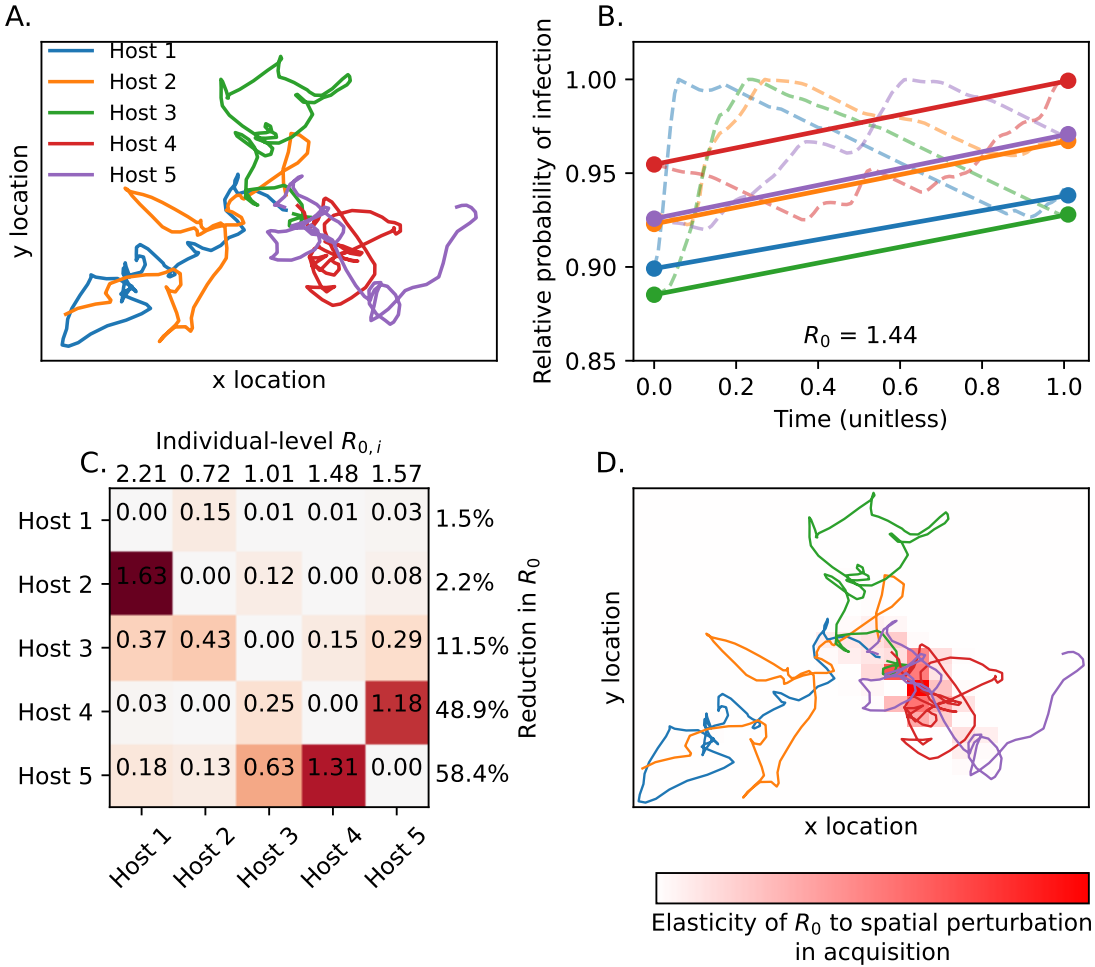 A.
Host 1
Host 2
Host 3
Host 4
Host 5
y location
x location
B.
Relative probability of infection
1.00
0.95
0.90
0.85
R0 = 1.44
0.0 0.2 0.4 0.6 0.8 1.0
Time (unitless)
C.
Individual-level R0, i
2.21 0.72 1.01 1.48 1.57
Host 1 0.00 0.15 0.01 0.01 0.03 1.5%
Host 2 1.63 0.00 0.12 0.00 0.08 2.2%
Host 3 0.37 0.43 0.00 0.15 0.29 11.5%
Host 4 0.03 0.00 0.25 0.00 1.18 48.9%
Host 5 0.18 0.13 0.63 1.31 0.00 58.4%
Host 1 Host 2 Host 3 Host 4 Host 5
Reduction in R0
D.
y location
x location
Elasticity of R0 to spatial perturbation
in acquisition